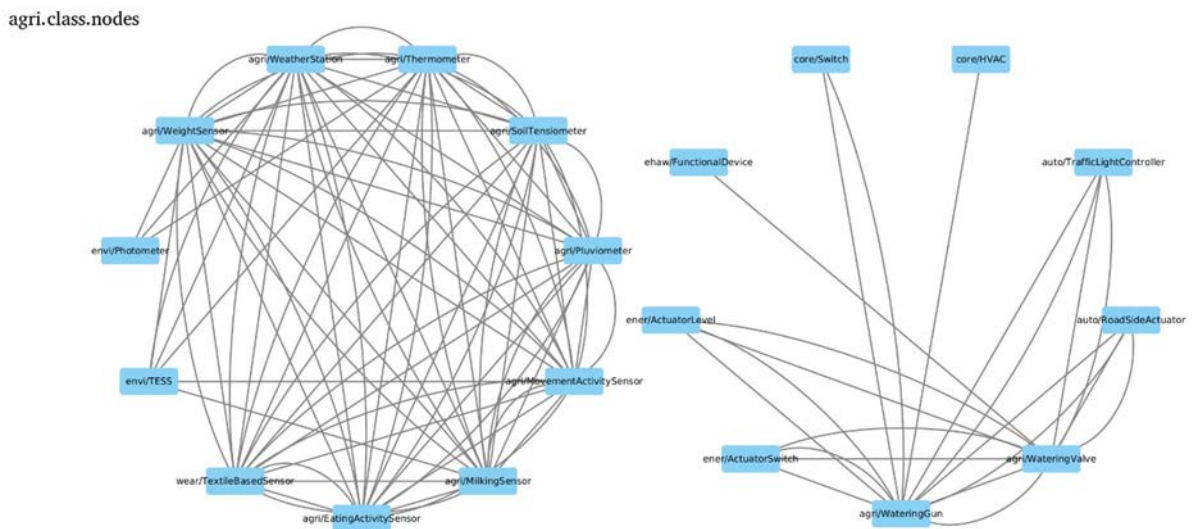 agri.class.nodes
agri/WeatherStation
agri/Thermometer
agri/WeightSensor
agri/SoilTensiometer
envi/Photometer
agri/Pluviometer
envi/TESS
agri/MovementActivitySensor
wear/TextileBasedSensor
agri/MilkingSensor
agri/EatingActivitySensor
core/Switch
core/HVAC
ehaw/FunctionalDevice
auto/TrafficLightController
ener/ActuatorLevel
auto/RoadSideActuator
ener/ActuatorSwitch
agri/WateringValve
agri/WateringGun